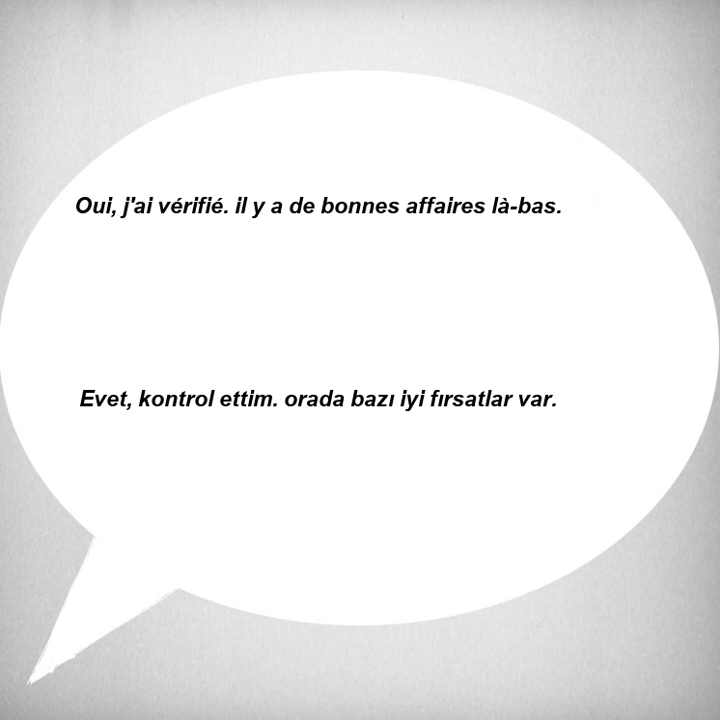 Oui, j'ai vérifié. il y a de bonnes affaires là-bas.
Evet, kontrol ettim. orada bazı iyi fırsatlar var.